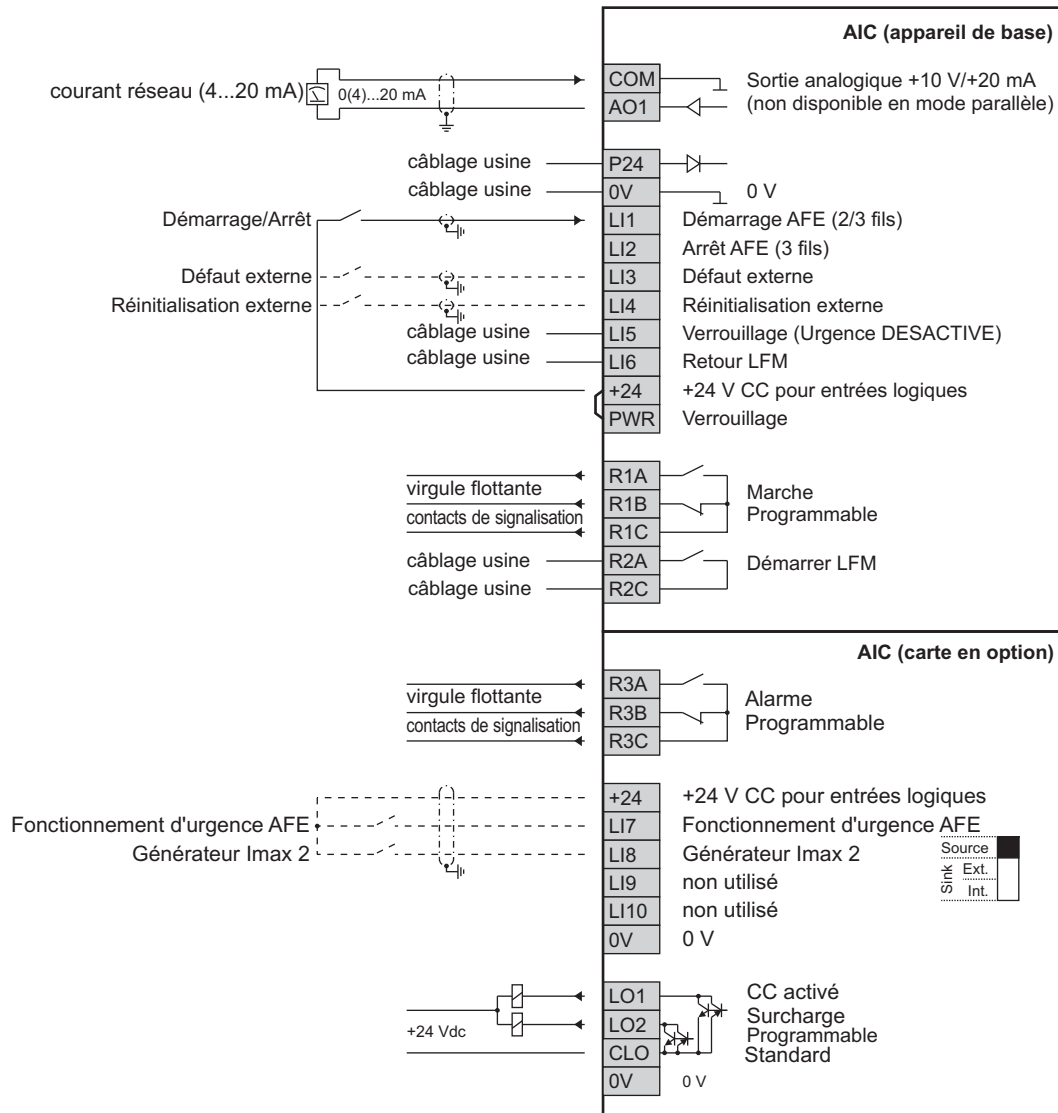 AIC (appareil de base)
courant réseau (4...20 mA) 0(4)...20 mA COM Sortie analogique +10 V/+20 mA
AO1 (non disponible en mode parallèle)
câblage usine P24
câblage usine 0V 0 V
Démarrage/Arrêt LI1 Démarrage AFE (2/3 fils)
LI2 Arrêt AFE (3 fils)
Défaut externe LI3 Défaut externe
Réinitialisation externe LI4 Réinitialisation externe
câblage usine LI5 Verrouillage (Urgence DESACTIVE)
câblage usine LI6 Retour LFM
+24 +24 V CC pour entrées logiques
PWR Verrouillage
R1A
virgule flottante
R1B Marche
contacts de signalisation Programmable
R1C
câblage usine R2A Démarrer LFM
câblage usine R2C
AIC (carte en option)
R3A
virgule flottante
R3B Alarme
contacts de signalisation Programmable
R3C
+24 +24 V CC pour entrées logiques
Fonctionnement d'urgence AFE LI7 Fonctionnement d'urgence AFE
Générateur Imax 2 LI8 Générateur Imax 2
Source
Sink Ext.
Int.
LI9 non utilisé
LI10 non utilisé
0V 0 V
LO1 CC activé
LO2 Surcharge
+24 Vdc Programmable
CLO Standard
0V 0 V